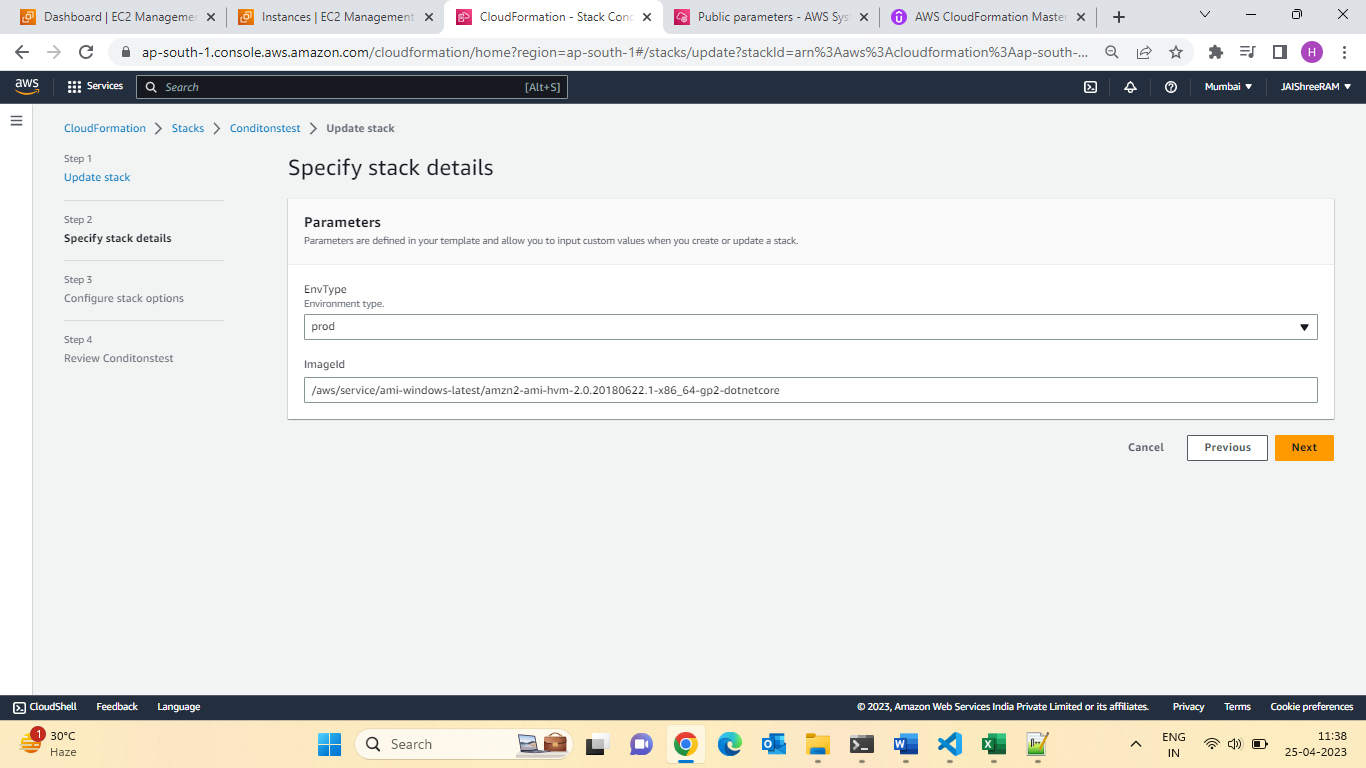 Dashboard | EC2 Manageme
Instances | EC2 Management
CloudFormation - Stack Con
Public parameters - AWS Sys
AWS CloudFormation Master
ap-south-1.console.aws.amazon.com/cloudformation/home?region=ap-south-1#/stacks/update?stackId=arn%3Aaws%3Acloudformation%3Aap-south-...
H
aws
Services
Search
[Alt+S]
Mumbai
JAIShreeRAM
CloudFormation
Stacks
Conditonstest
Update stack
Step 1
Update stack
Step 2
Specify stack details
Step 3
Configure stack options
Step 4
Review Conditonstest
Specify stack details
Parameters
Parameters are defined in your template and allow you to input custom values when you create or update a stack.
EnvType
Environment type.
prod
ImageId
/aws/service/ami-windows-latest/amzn2-ami-hvm-2.0.20180622.1-x86_64-gp2-dotnetcore
Cancel
Previous
Next
CloudShell
Feedback
Language
© 2023, Amazon Web Services India Private Limited or its affiliates.
Privacy
Terms
Cookie preferences
1
30°C
Haze
Search
ENG
IN
11:38
25-04-2023